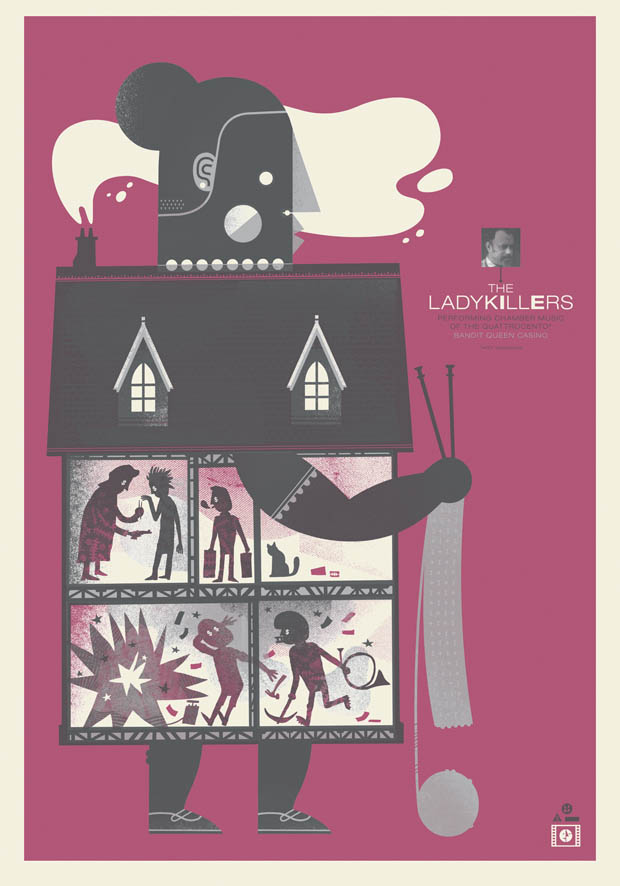 THE
LADYKILLERS
PERFORMING CHAMBER MUSIC
OF THE QUATTROCENTO*
BANDIT QUEEN CASINO